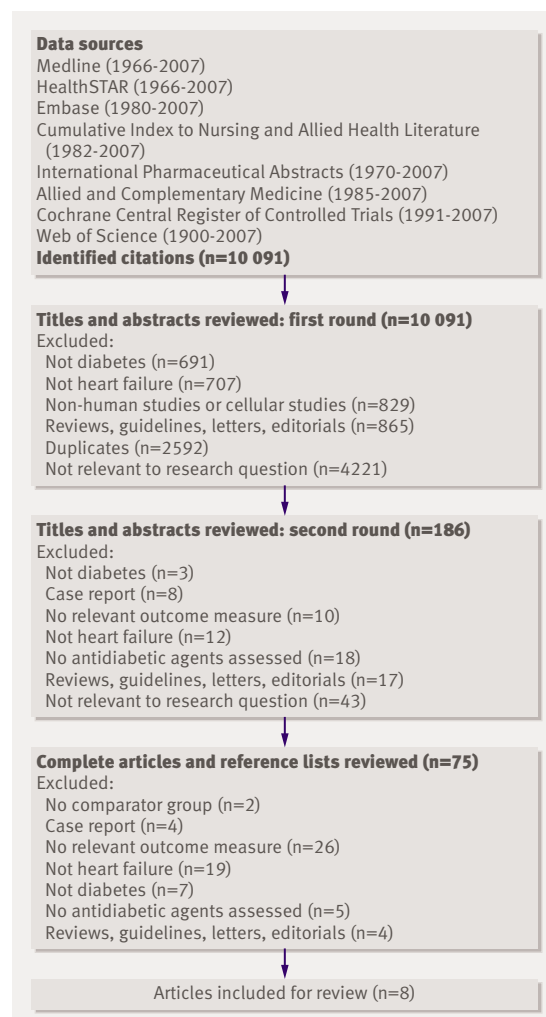 Data sources
Medline (1966-2007)
HealthSTAR (1966-2007)
Embase (1980-2007)
Cumulative Index to Nursing and Allied Health Literature
(1982-2007)
International Pharmaceutical Abstracts (1970-2007)
Allied and Complementary Medicine (1985-2007)
Cochrane Central Register of Controlled Trials (1991-2007)
Web of Science (1900-2007)
Identified citations (n=10 091)
Titles and abstracts reviewed: first round (n=10 091)
Excluded:
Not diabetes (n=691)
Not heart failure (n=707)
Non-human studies or cellular studies (n=829)
Reviews, guidelines, letters, editorials (n=865)
Duplicates (n=2592)
Not relevant to research question (n=4221)
Titles and abstracts reviewed: second round (n=186)
Excluded:
Not diabetes (n=3)
Case report (n=8)
No relevant outcome measure (n=10)
Not heart failure (n=12)
No antidiabetic agents assessed (n=18)
Reviews, guidelines, letters, editorials (n=17)
Not relevant to research question (n=43)
Complete articles and reference lists reviewed (n=75)
Excluded:
No comparator group (n=2)
Case report (n=4)
No relevant outcome measure (n=26)
Not heart failure (n=19)
Not diabetes (n=7)
No antidiabetic agents assessed (n=5)
Reviews, guidelines, letters, editorials (n=4)
Articles included for review (n=8)